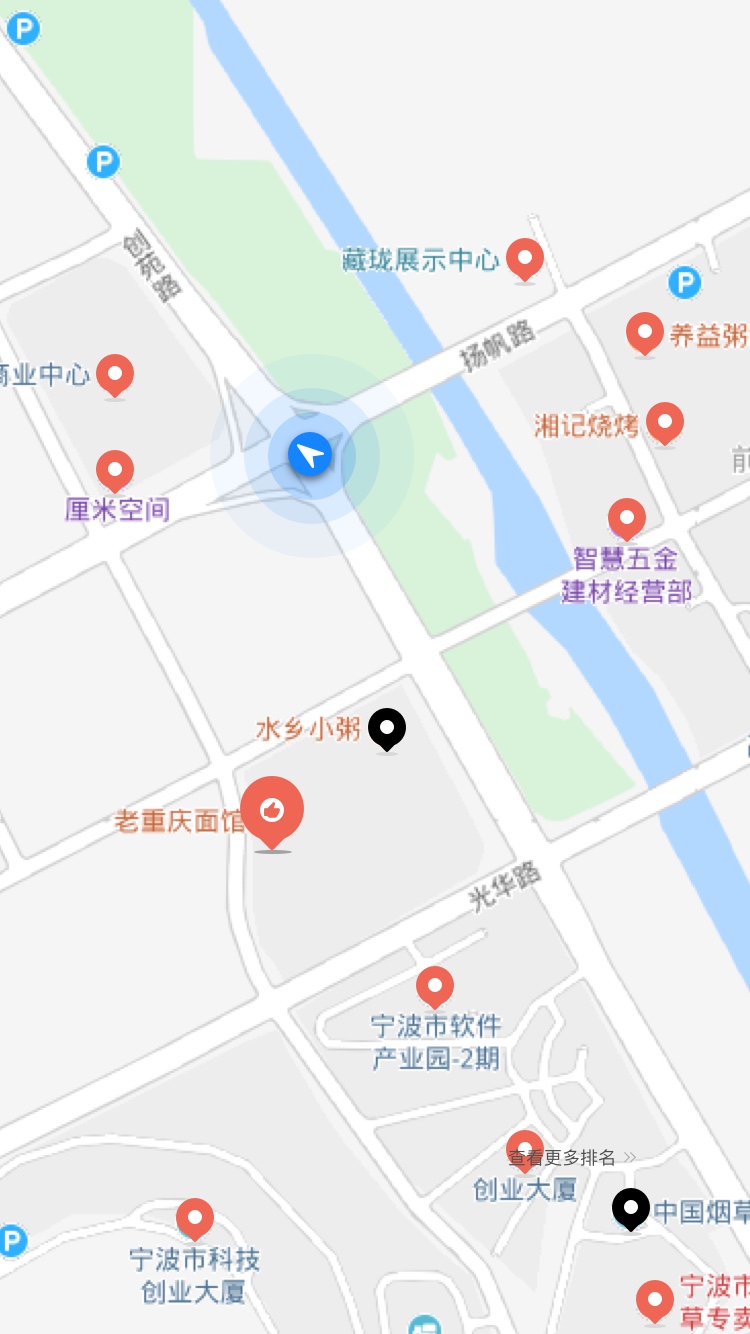 P
P
创苑路
藏珑展示中心
P
扬帆路
养益粥
商业中心
湘记烧烤
前
厘米空间
智慧五金
建材经营部
水乡小粥
老重庆面馆
光华路
宁波市软件
产业园-2期
查看更多排名 »
创业大厦
中国烟草
P
宁波市科技
创业大厦
宁波市
草专卖